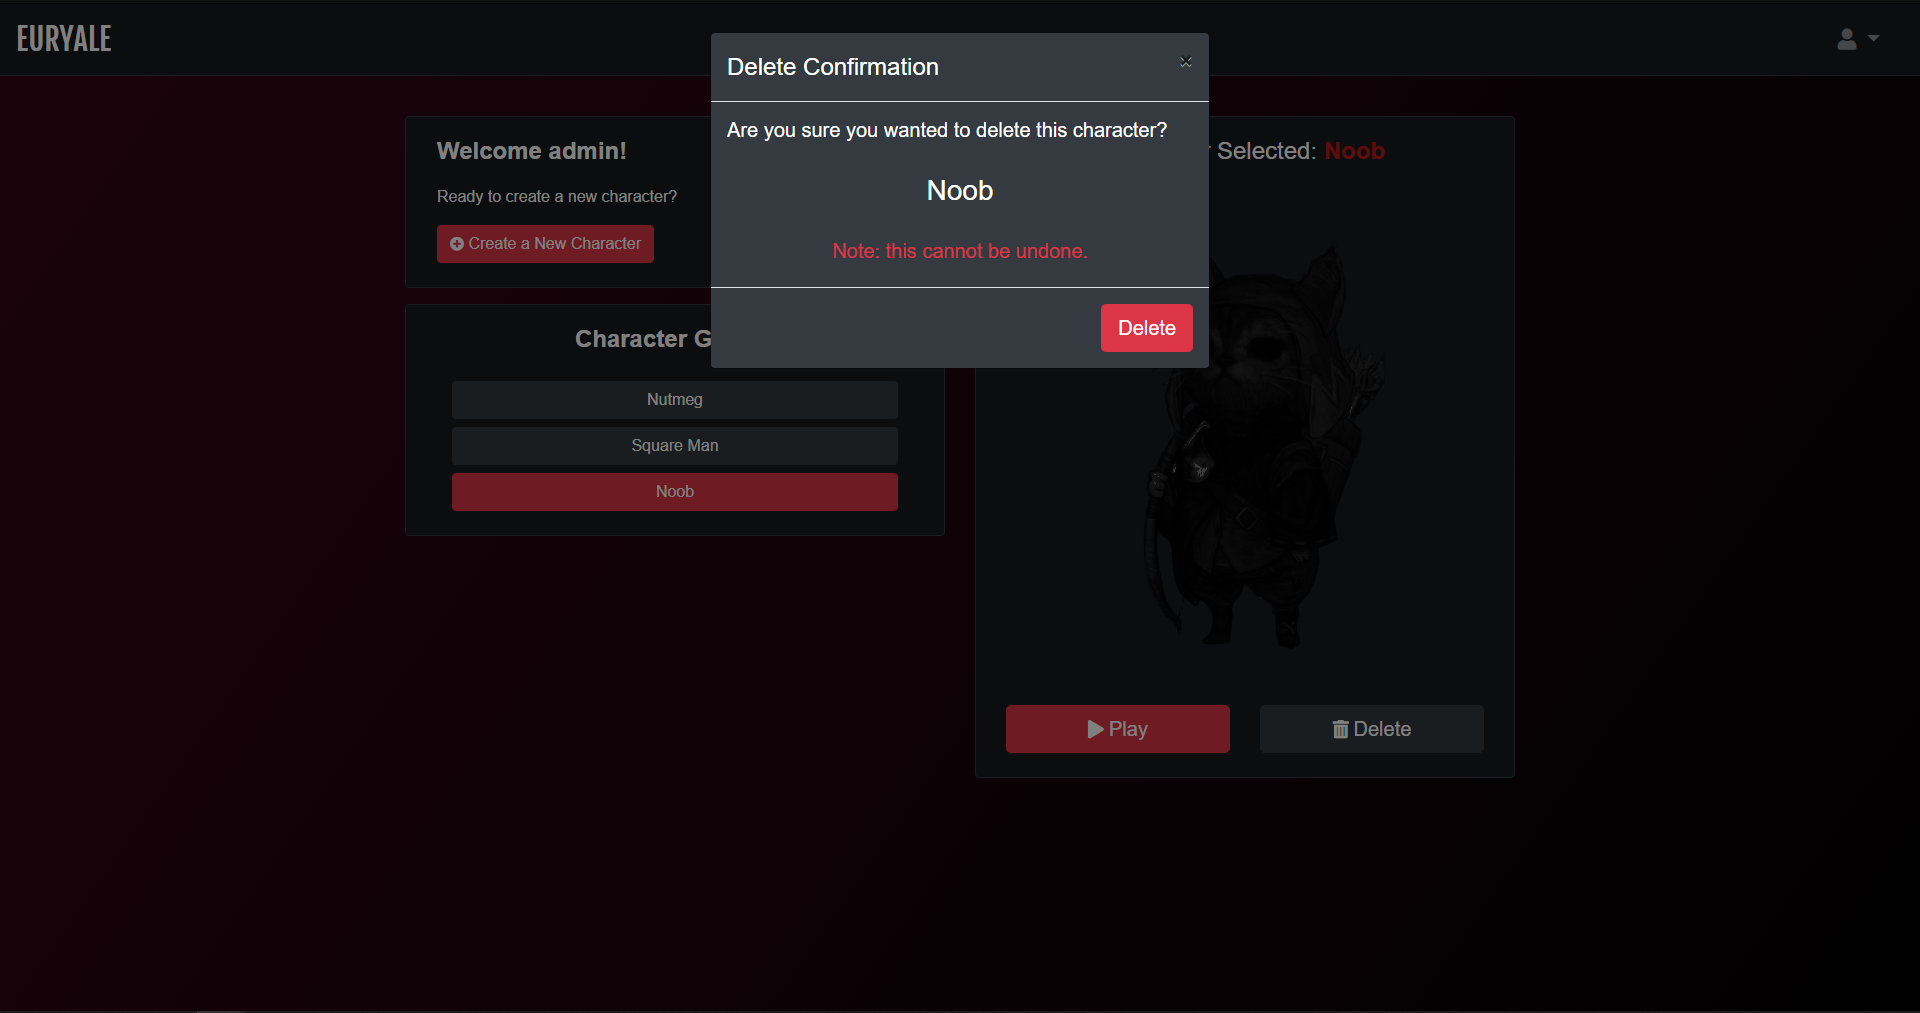 EURYALE
Delete Confirmation
×
Are you sure you wanted to delete this character?
Noob
Note: this cannot be undone.
Delete
Welcome admin!
Ready to create a new character?
Create a New Character
Character G
Nutmeg
Square Man
Noob
Selected: Noob
Play
Delete